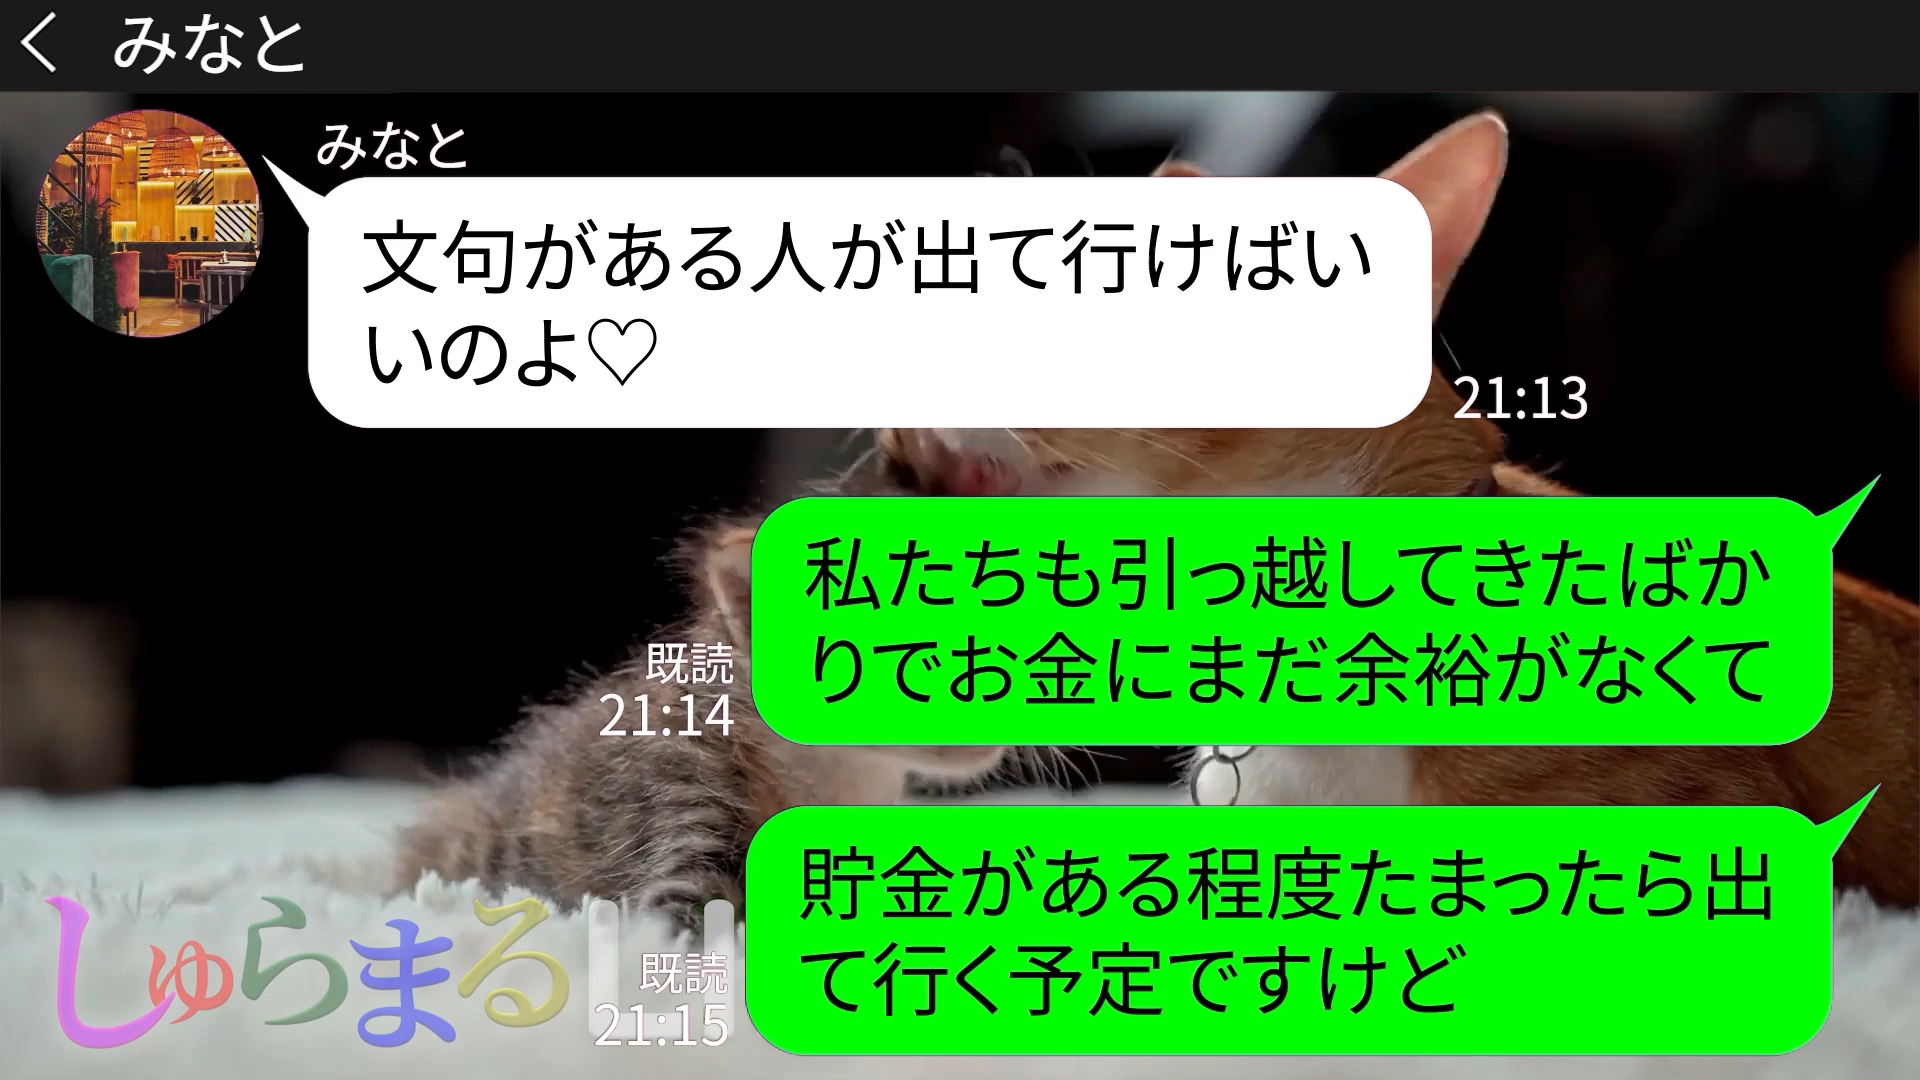 みなと
みなと
文句がある人が出て行けばい
いのよ♡
21:13
私たちも引っ越してきたばか
りでお金にまだ余裕がなくて
既読
21:14
貯金がある程度たまったら出
て行く予定ですけど
既読
21:15
しゅらまる